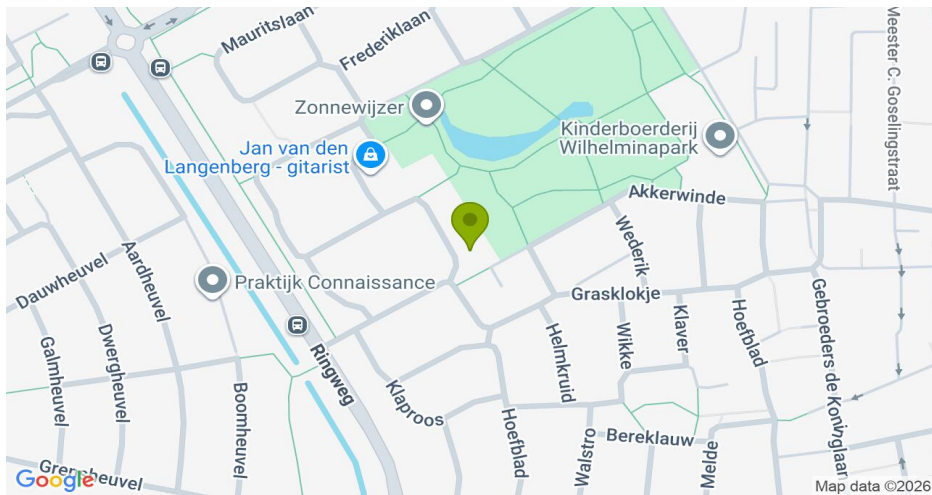 Mauritslaan
Frederiklaan
Meester C. Goselingstraat
Zonnewijzer
Kinderboerderij
Wilhelminapark
Jan van den
Langenberg - gitarist
Akkerwinde
Wederik
Aardheuvel
Dauwheuvel
Praktijk Connaissance
Grasklokje
Gebroeders de Koninglaan
Hoefblad
Klaver
Wikke
Helmkruid
Dwergheuvel
Galmheuvel
Ringweg
Klaproos
Boomheuvel
Hoefblad
Walstro
Bereklauw
Melde
Grensheuvel
Google
Map data ©2026